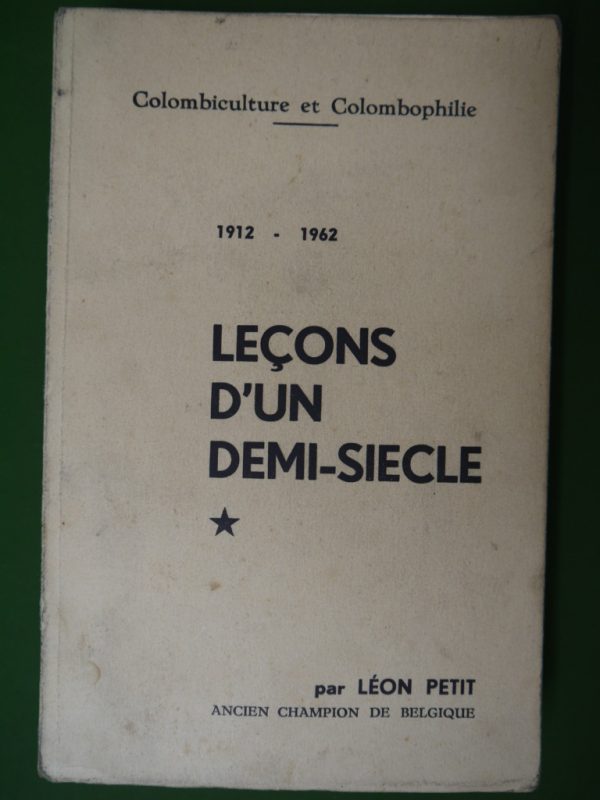 Colombiculture et Colombophilie
1912 - 1962
LEÇONS
D'UN
DEMI-SIECLE
★
par LÉON PETIT
ANCIEN CHAMPION DE BELGIQUE